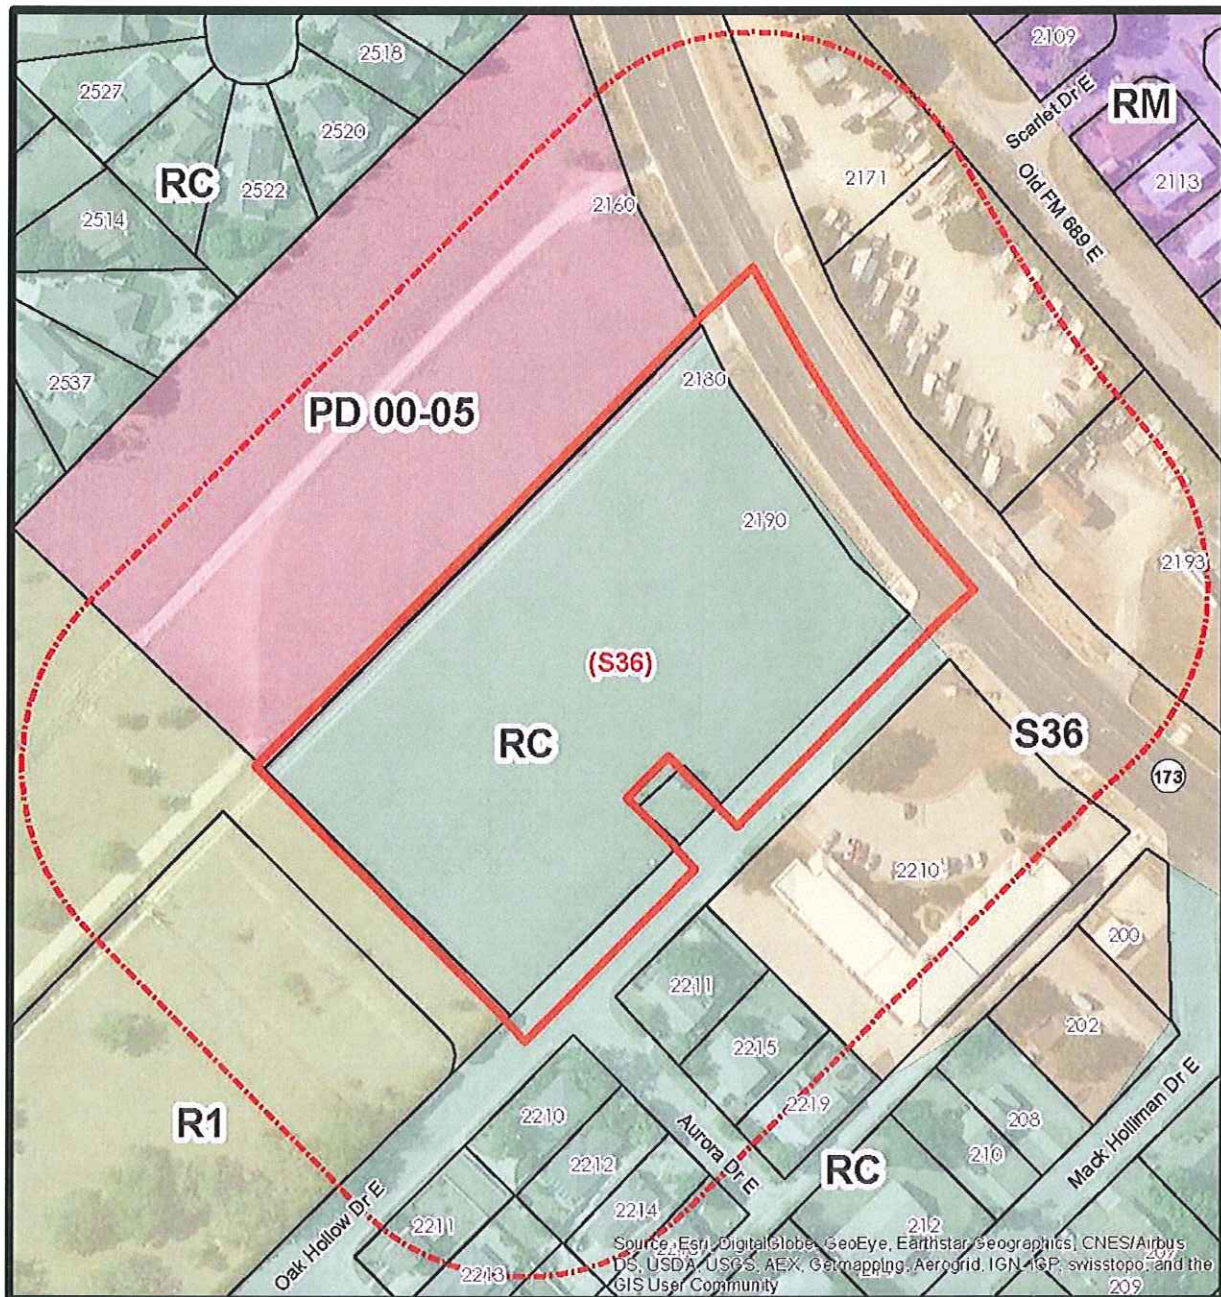 2518
2109
2527
RM
Scarlet Dr E
2520
RC
2522
2171
2113
Old FM 689 E
2514
2160
2537
2180
PD 00-05
2190
2193
(S36)
RC
S36
173
2210
200
2211
202
2215
2219
2210
208
R1
Aurora Dr E
2212
210
Mack Holliman Dr E
RC
2214
2211
212
Oak Hollow Dr E
2213
Source: Esri, DigitalGlobe, GeoEye, Earthstar Geographics, CNES/Airbus
DS, USDA, USGS, AEX, Getmapping, Aerogrid, IGN, IGP, swisstopo, and the
GIS User Community
209